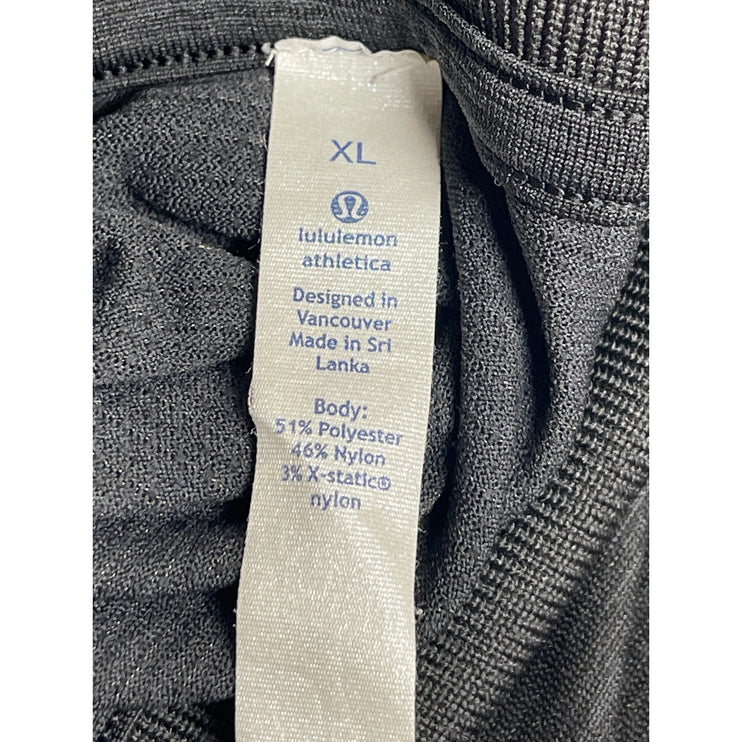 XL
lululemon
athletica
Designed in
Vancouver
Made in Sri
Lanka
Body:
51% Polyester
46% Nylon
3% X-static®
nylon